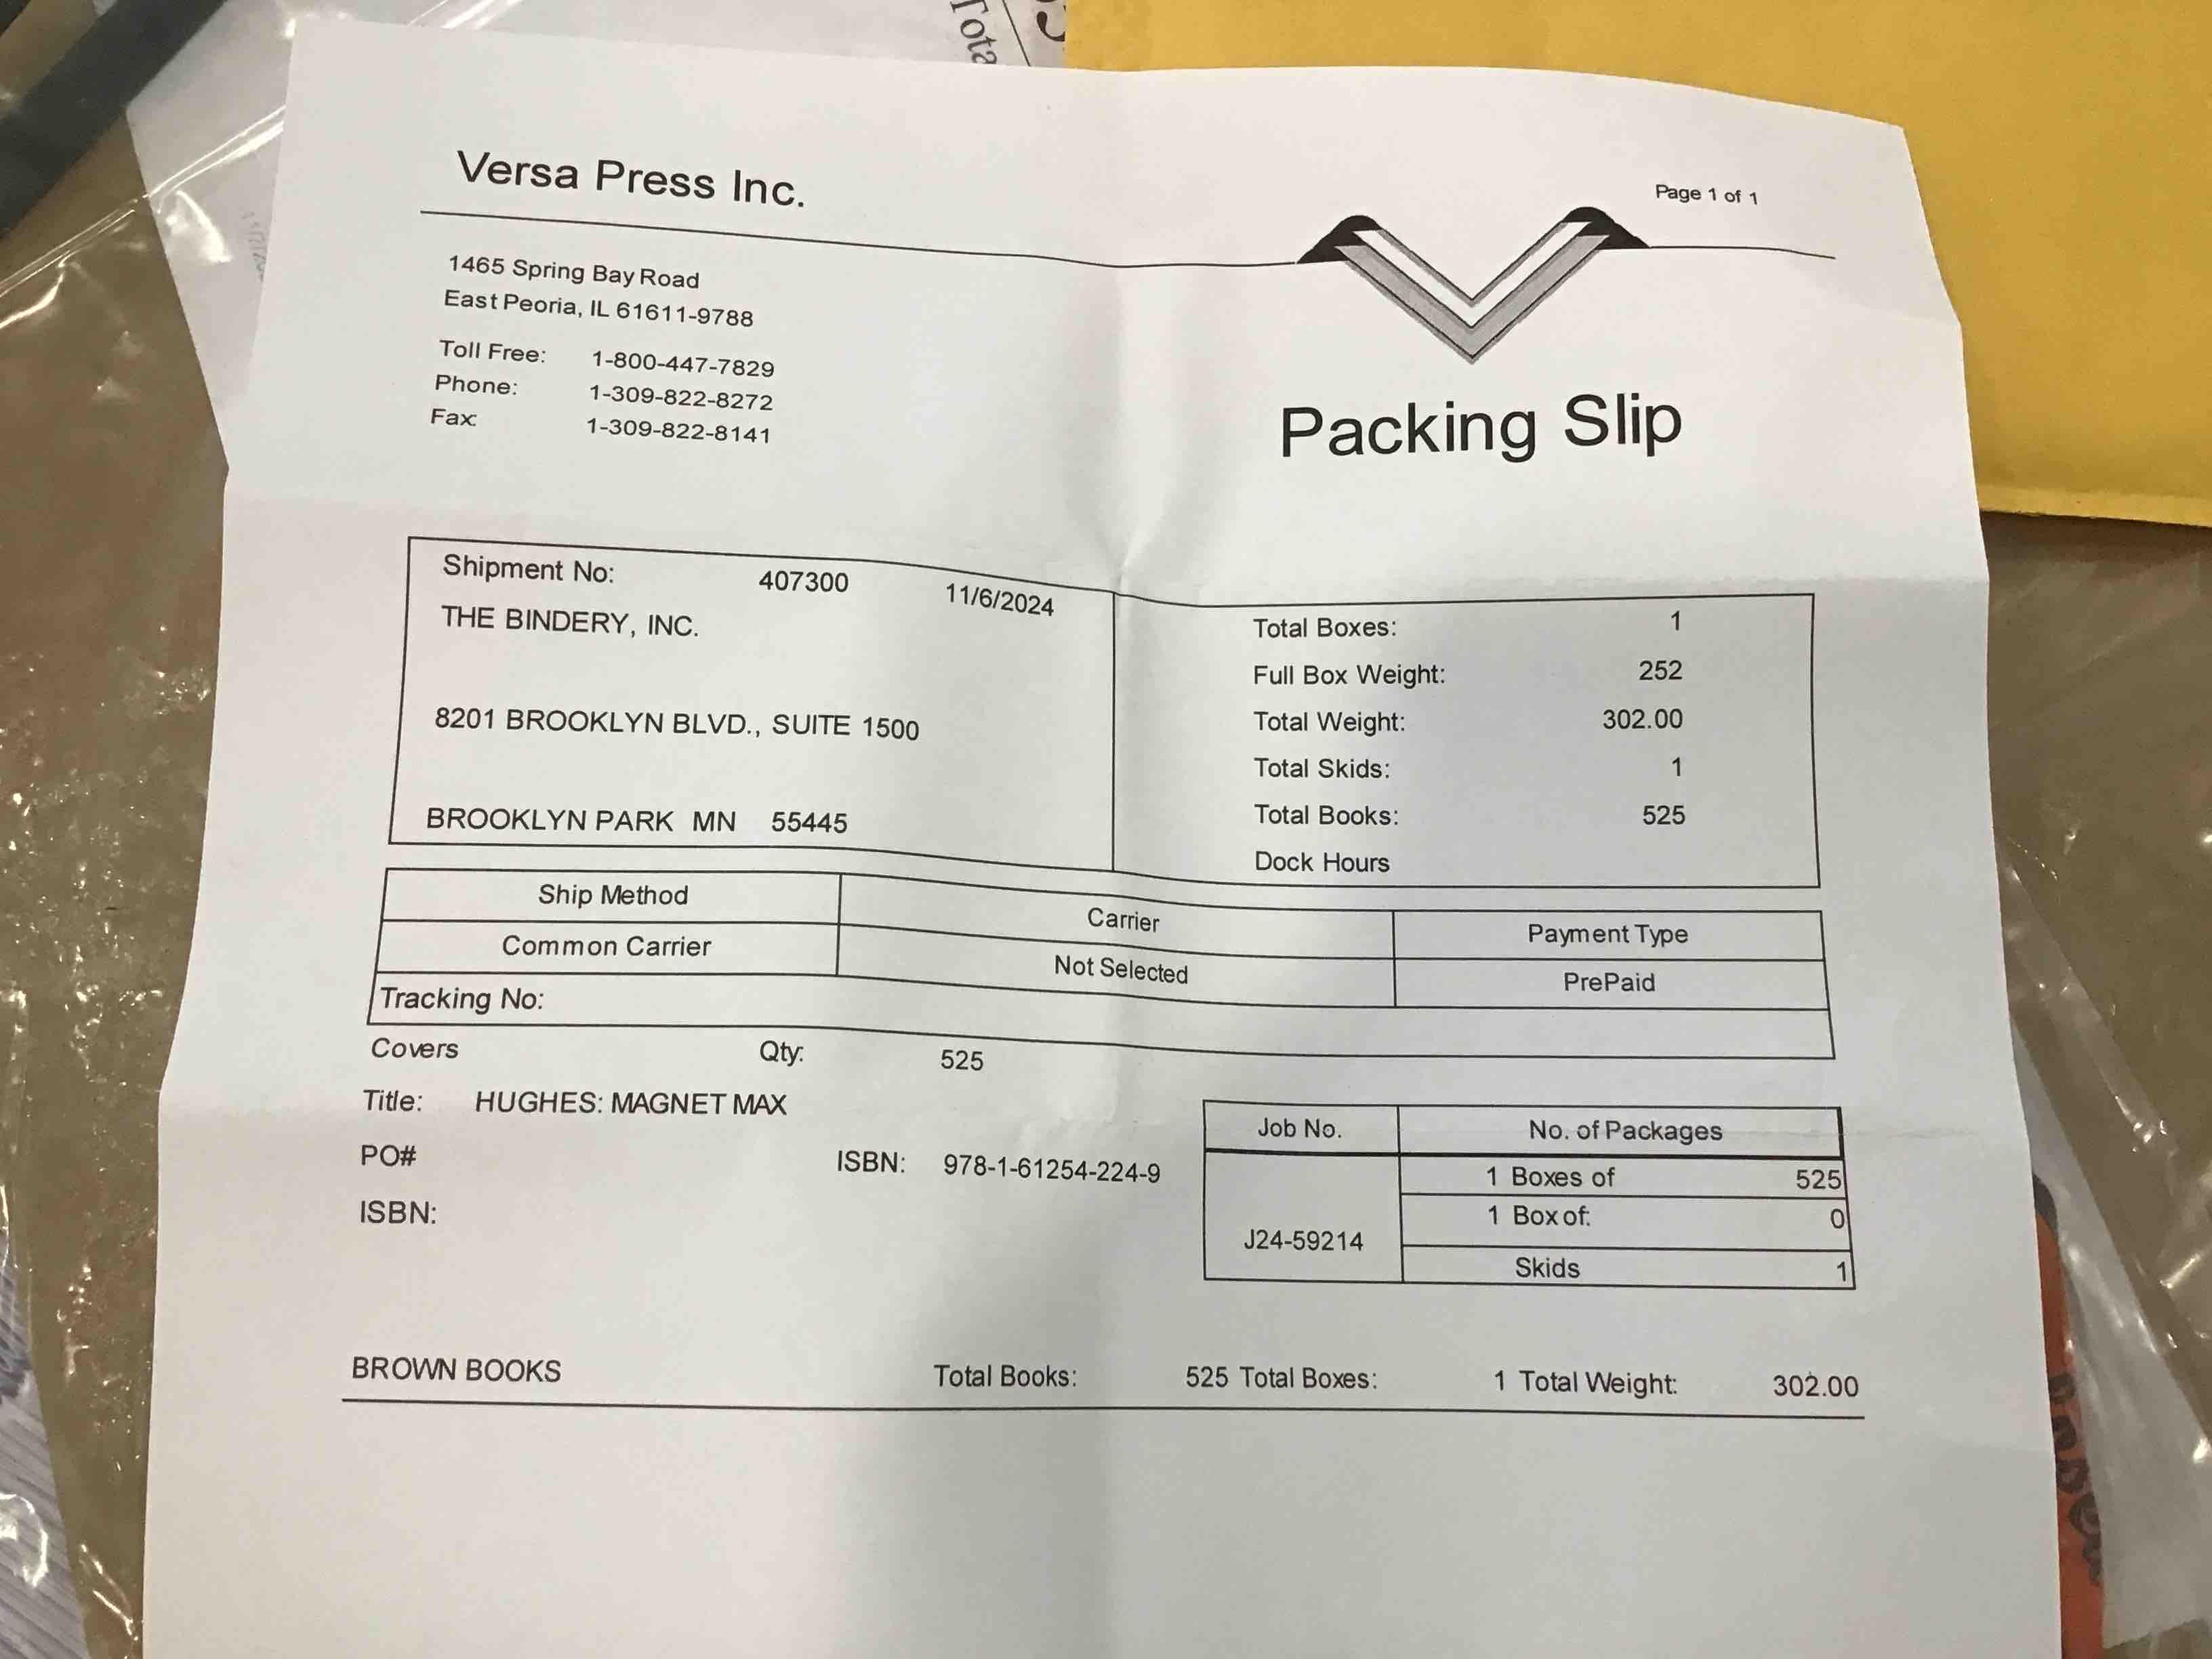 Tota
Versa Press Inc.
Page 1 of 1
1465 Spring Bay Road
East Peoria, IL 61611-9788
Toll Free: 1-800-447-7829
Phone: 1-309-822-8272
Fax: 1-309-822-8141
Packing Slip
Shipment No: 407300 11/6/2024
THE BINDERY, INC.
8201 BROOKLYN BLVD., SUITE 1500
BROOKLYN PARK MN 55445
Total Boxes: 1
Full Box Weight: 252
Total Weight: 302.00
Total Skids: 1
Total Books: 525
Dock Hours
Ship Method Carrier Payment Type
Common Carrier Not Selected PrePaid
Tracking No:
Covers Qty: 525
Title: HUGHES: MAGNET MAX
PO# ISBN: 978-1-61254-224-9
ISBN:
Job No. No. of Packages
1 Boxes of 525
1 Box of: 0
J24-59214
Skids 1
BROWN BOOKS Total Books: 525 Total Boxes: 1 Total Weight: 302.00